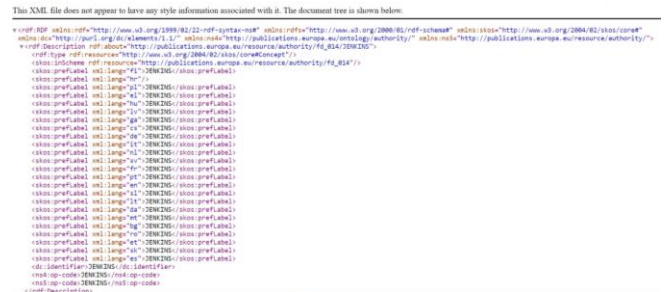 This XML file does not appear to have any style information associated with it. The document tree is shown below.
▼<rdf:RDF xmlns:rdf="http://www.w3.org/1999/02/22-rdf-syntax-ns#" xmlns:rdfs="http://www.w3.org/2000/01/rdf-schema#" xmlns:skos="http://www.w3.org/2004/02/skos/core#"
xmlns:dc="http://purl.org/dc/elements/1.1/" xmlns:ns4="http://publications.europa.eu/ontology/authority/" xmlns:ns5="http://publications.europa.eu/resource/authority/">
▼<rdf:Description rdf:about="http://publications.europa.eu/resource/authority/fd_014/JENKINS">
<rdf:type rdf:resource="http://www.w3.org/2004/02/skos/core#Concept"/>
<skos:inScheme rdf:resource="http://publications.europa.eu/resource/authority/fd_014"/>
<skos:prefLabel xml:lang="fi">JENKINS</skos:prefLabel>
<skos:prefLabel xml:lang="hr"/>
<skos:prefLabel xml:lang="pl">JENKINS</skos:prefLabel>
<skos:prefLabel xml:lang="el">JENKINS</skos:prefLabel>
<skos:prefLabel xml:lang="hu">JENKINS</skos:prefLabel>
<skos:prefLabel xml:lang="lv">JENKINS</skos:prefLabel>
<skos:prefLabel xml:lang="ga">JENKINS</skos:prefLabel>
<skos:prefLabel xml:lang="cs">JENKINS</skos:prefLabel>
<skos:prefLabel xml:lang="de">JENKINS</skos:prefLabel>
<skos:prefLabel xml:lang="it">JENKINS</skos:prefLabel>
<skos:prefLabel xml:lang="nl">JENKINS</skos:prefLabel>
<skos:prefLabel xml:lang="sv">JENKINS</skos:prefLabel>
<skos:prefLabel xml:lang="fr">JENKINS</skos:prefLabel>
<skos:prefLabel xml:lang="pt">JENKINS</skos:prefLabel>
<skos:prefLabel xml:lang="en">JENKINS</skos:prefLabel>
<skos:prefLabel xml:lang="sl">JENKINS</skos:prefLabel>
<skos:prefLabel xml:lang="lt">JENKINS</skos:prefLabel>
<skos:prefLabel xml:lang="da">JENKINS</skos:prefLabel>
<skos:prefLabel xml:lang="mt">JENKINS</skos:prefLabel>
<skos:prefLabel xml:lang="bg">JENKINS</skos:prefLabel>
<skos:prefLabel xml:lang="ro">JENKINS</skos:prefLabel>
<skos:prefLabel xml:lang="et">JENKINS</skos:prefLabel>
<skos:prefLabel xml:lang="sk">JENKINS</skos:prefLabel>
<skos:prefLabel xml:lang="es">JENKINS</skos:prefLabel>
<dc:identifier>JENKINS</dc:identifier>
<ns4:op-code>JENKINS</ns4:op-code>
<ns5:op-code>JENKINS</ns5:op-code>
</rdf:Description>